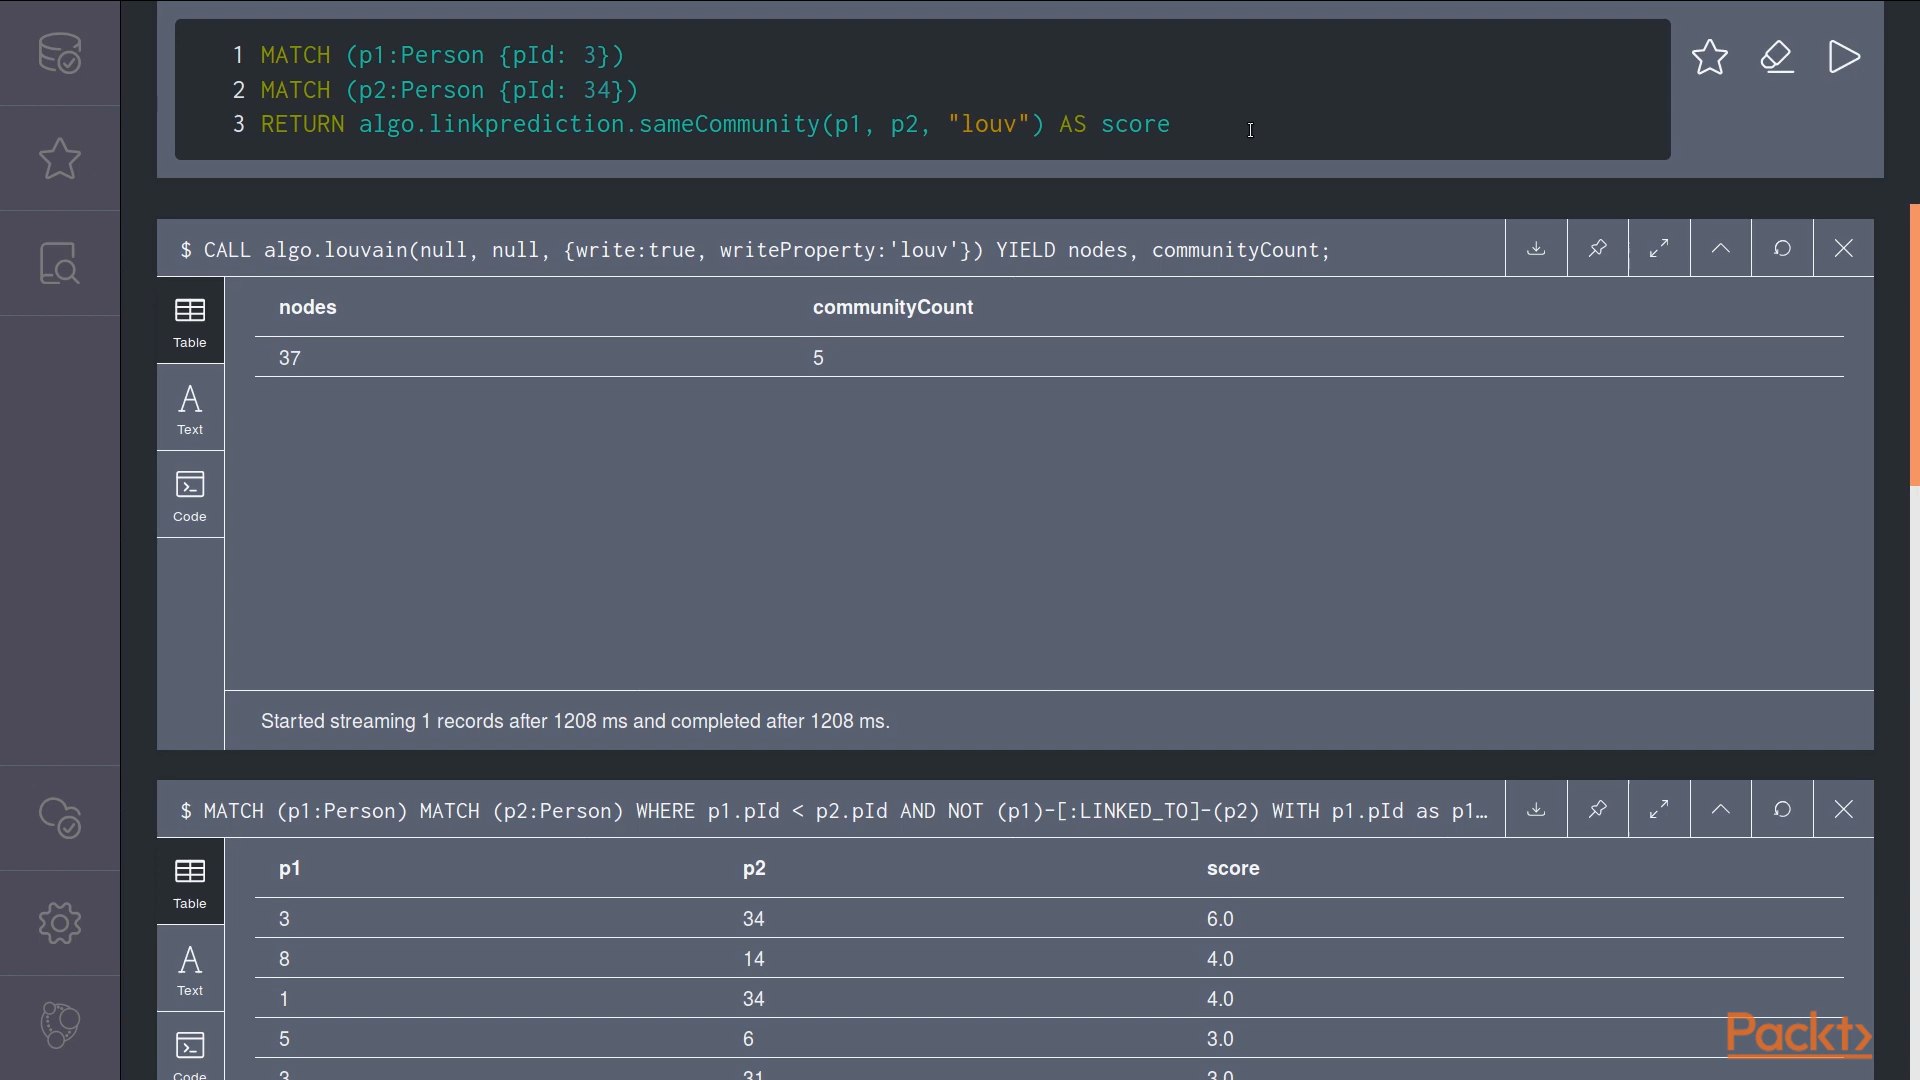 1 MATCH (p1:Person {pId: 3})
2 MATCH (p2:Person {pId: 34})
3 RETURN algo.linkprediction.sameCommunity(p1, p2, "louv") AS score
$ CALL algo.louvain(null, null, {write:true, writeProperty:'louv'}) YIELD nodes, communityCount;
Table
Text
Code
nodes communityCount
37 5
Started streaming 1 records after 1208 ms and completed after 1208 ms.
$ MATCH (p1:Person) MATCH (p2:Person) WHERE p1.pId < p2.pId AND NOT (p1)-[:LINKED_TO]-(p2) WITH p1.pId as p1…
Table
Text
Code
p1 p2 score
3 34 6.0
8 14 4.0
1 34 4.0
5 6 3.0
3 31 3.0
Packt>